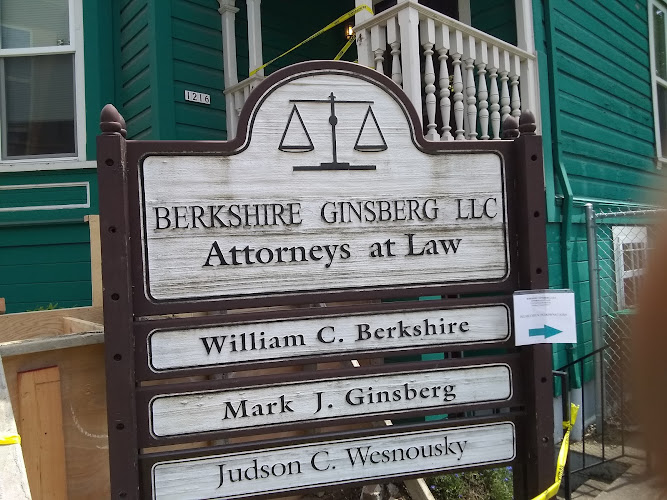 1216
BERKSHIRE GINSBERG LLC
Attorneys at Law
William C. Berkshire
Mark J. Ginsberg
Judson C. Wesnousky